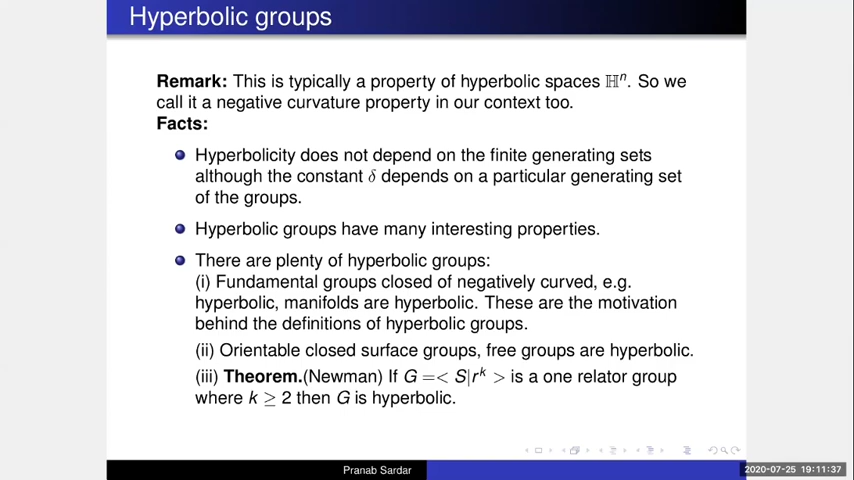 Hyperbolic groups
Remark: This is typically a property of hyperbolic spaces ℍⁿ. So we
call it a negative curvature property in our context too.
Facts:
Hyperbolicity does not depend on the finite generating sets
although the constant δ depends on a particular generating set
of the groups.
Hyperbolic groups have many interesting properties.
There are plenty of hyperbolic groups:
(i) Fundamental groups closed of negatively curved, e.g.
hyperbolic, manifolds are hyperbolic. These are the motivation
behind the definitions of hyperbolic groups.
(ii) Orientable closed surface groups, free groups are hyperbolic.
(iii) Theorem.(Newman) If G =< S|rᵏ > is a one relator group
where k ≥ 2 then G is hyperbolic.
Pranab Sardar
2020-07-25 19:11:37